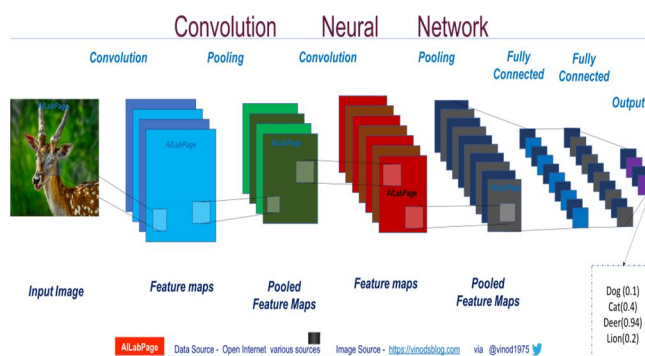 Convolution Neural Network
Convolution Pooling Convolution Pooling Fully Connected Fully Connected
Output
AILabPage
AILabPage
AILabPage
AILabPage
Input Image
Feature maps
Pooled
Feature Maps
Feature maps
Pooled
Feature Maps
Dog (0.1)
Cat(0.4)
Deer(0.94)
Lion(0.2)
AILabPage Data Source - Open Internet various sources Image Source - https://vinodsblog.com via @vinod1975